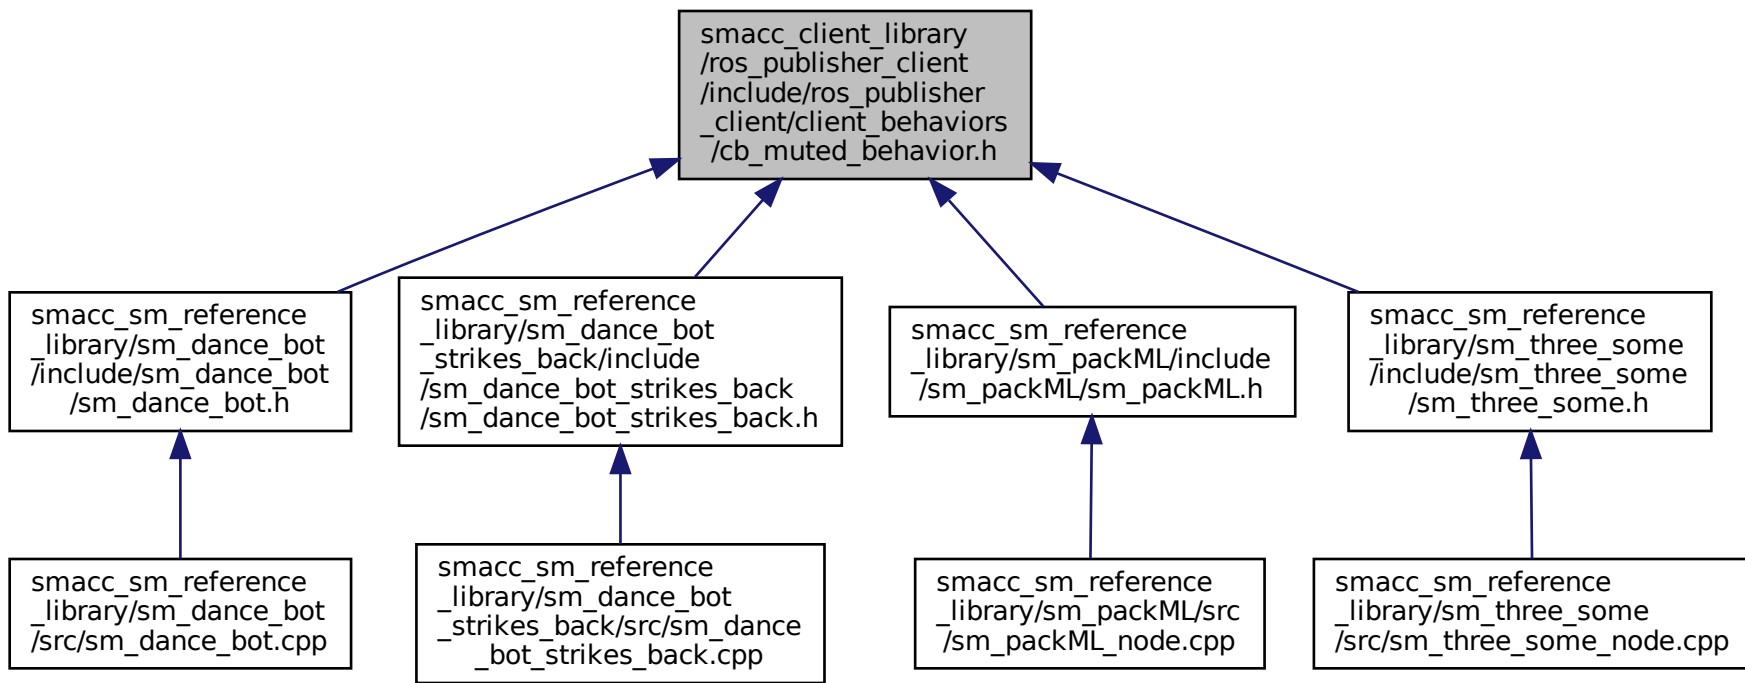 smacc_client_library
/ros_publisher_client
/include/ros_publisher
_client/client_behaviors
/cb_muted_behavior.h
smacc_sm_reference
_library/sm_dance_bot
/include/sm_dance_bot
/sm_dance_bot.h
smacc_sm_reference
_library/sm_dance_bot
_strikes_back/include
/sm_dance_bot_strikes_back
/sm_dance_bot_strikes_back.h
smacc_sm_reference
_library/sm_packML/include
/sm_packML/sm_packML.h
smacc_sm_reference
_library/sm_three_some
/include/sm_three_some
/sm_three_some.h
smacc_sm_reference
_library/sm_dance_bot
/src/sm_dance_bot.cpp
smacc_sm_reference
_library/sm_dance_bot
_strikes_back/src/sm_dance
_bot_strikes_back.cpp
smacc_sm_reference
_library/sm_packML/src
/sm_packML_node.cpp
smacc_sm_reference
_library/sm_three_some
/src/sm_three_some_node.cpp